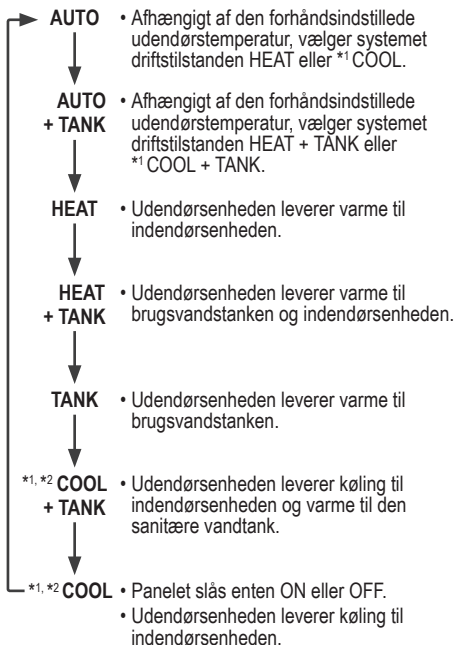 AUTO • Afhængigt af den forhåndsindstillede
udendørstemperatur, vælger systemet
driftstilstanden HEAT eller *1 COOL.
AUTO • Afhængigt af den forhåndsindstillede
+ TANK udendørstemperatur, vælger systemet
driftstilstanden HEAT + TANK eller
*1 COOL + TANK.
HEAT • Udendørsenheden leverer varme til
indendørsenheden.
HEAT • Udendørsenheden leverer varme til
+ TANK brugsvandstanken og indendørsenheden.
TANK • Udendørsenheden leverer varme til
brugsvandstanken.
*1, *2 COOL • Udendørsenheden leverer køling til
+ TANK indendørsenheden og varme til den
sanitære vandtank.
*1, *2 COOL • Panelet slås enten ON eller OFF.
• Udendørsenheden leverer køling til
indendørsenheden.